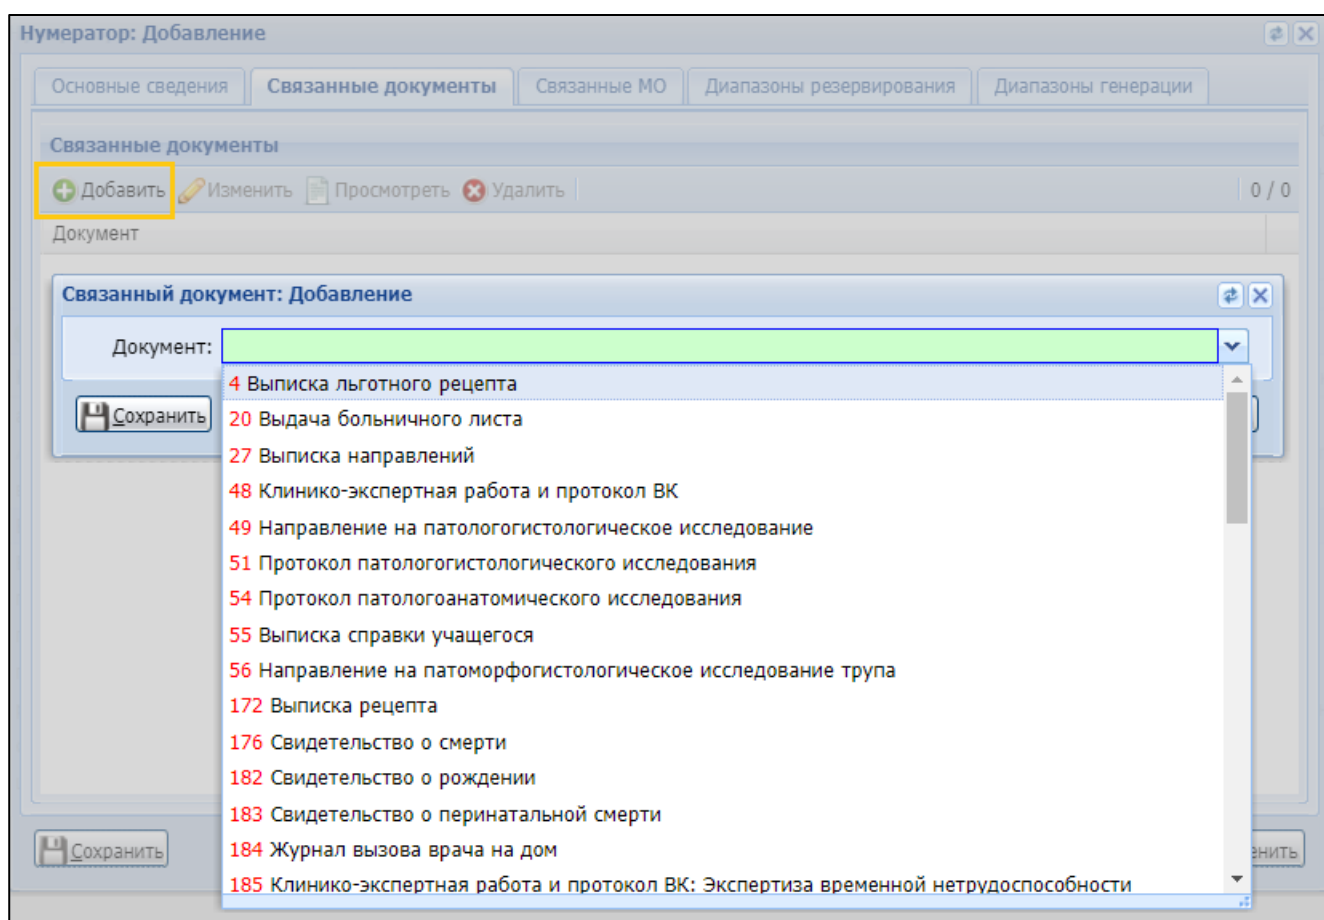 Нумератор: Добавление
Основные сведения Связанные документы Связанные МО Диапазоны резервирования Диапазоны генерации
Связанные документы
Добавить Изменить Просмотреть Удалить 0 / 0
Документ
Связанный документ: Добавление
Документ:
4 Выписка льготного рецепта
Сохранить
20 Выдача больничного листа
27 Выписка направлений
48 Клинико-экспертная работа и протокол ВК
49 Направление на патологогистологическое исследование
51 Протокол патологогистологического исследования
54 Протокол патологоанатомического исследования
55 Выписка справки учащегося
56 Направление на патоморфогистологическое исследование трупа
172 Выписка рецепта
176 Свидетельство о смерти
182 Свидетельство о рождении
183 Свидетельство о перинатальной смерти
184 Журнал вызова врача на дом
185 Клинико-экспертная работа и протокол ВК: Экспертиза временной нетрудоспособности
Сохранить